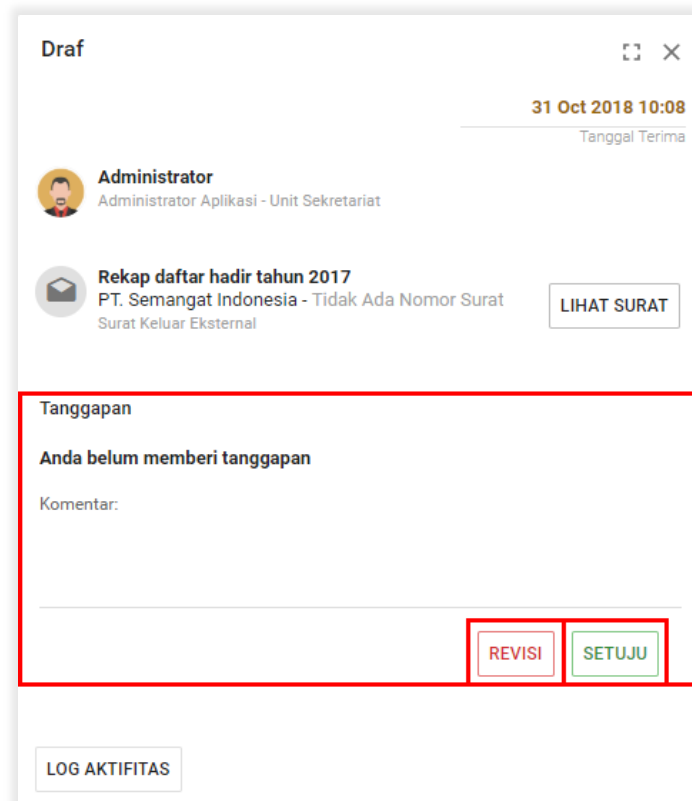 Draf
31 Oct 2018 10:08
Tanggal Terima
Administrator
Administrator Aplikasi - Unit Sekretariat
Rekap daftar hadir tahun 2017
PT. Semangat Indonesia - Tidak Ada Nomor Surat
Surat Keluar Eksternal
LIHAT SURAT
Tanggapan
Anda belum memberi tanggapan
Komentar:
REVISI SETUJU
LOG AKTIFITAS